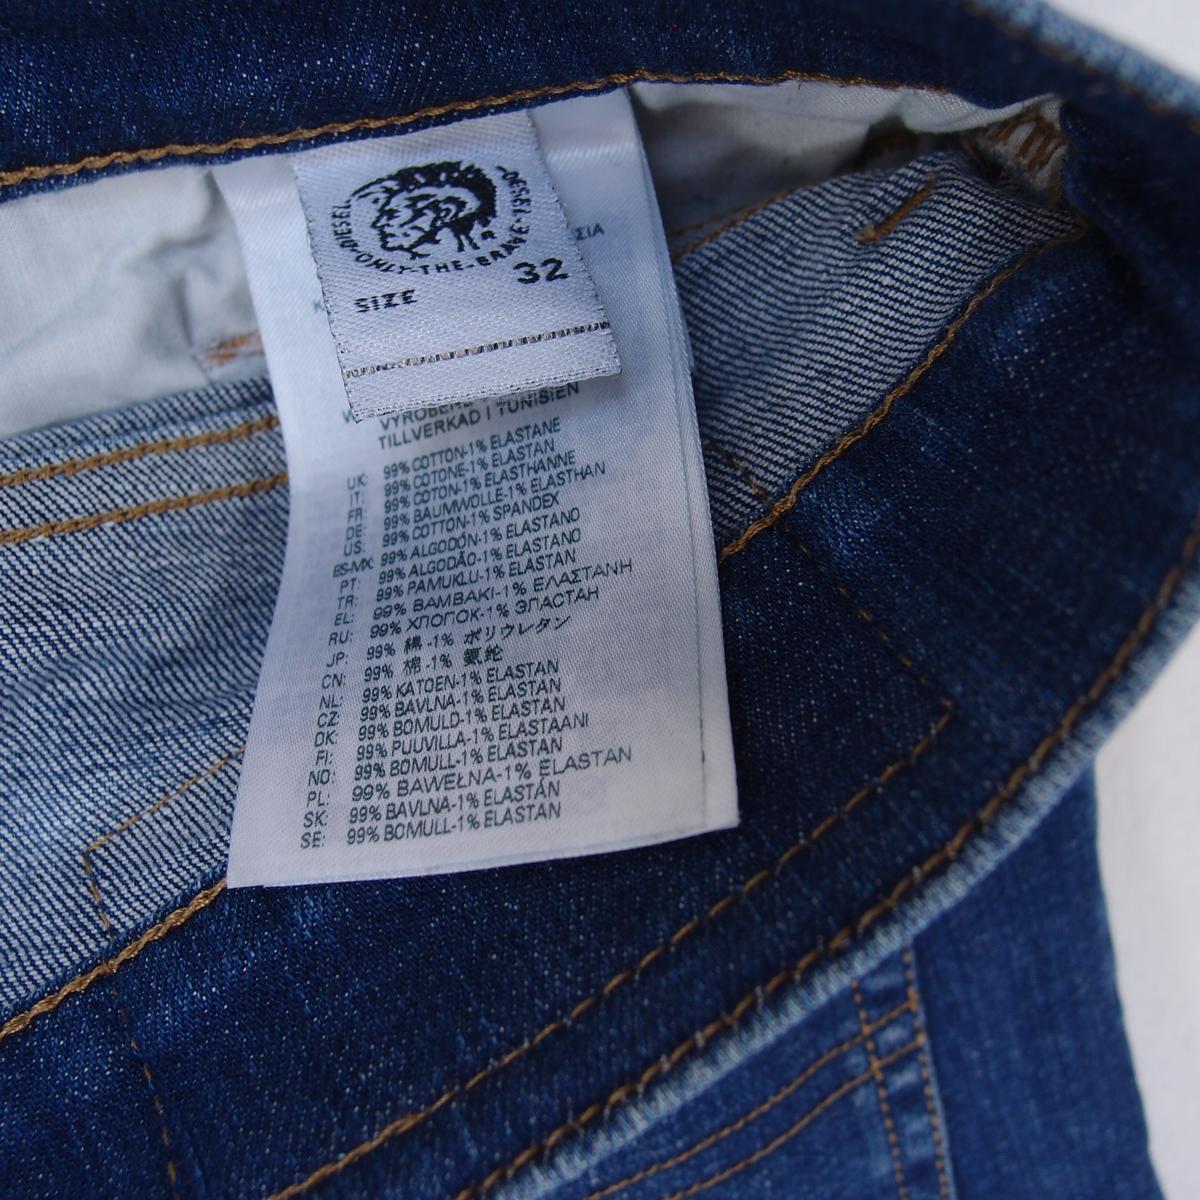 DIESEL·ONLY·THE·BRAVE·
SIZE 32
ΣΙΑ
TILLVERKAD I TUNISIEN
UK: 99% COTTON-1% ELASTANE
IT: 99% COTONE-1% ELASTAN
FR: 99% COTON-1% ELASTHANNE
DE: 99% BAUMWOLLE-1% ELASTHAN
US: 99% COTTON-1% SPANDEX
ES-MX: 99% ALGODÓN-1% ELASTANO
PT: 99% ALGODÃO-1% ELASTANO
TR: 99% PAMUKLU-1% ELASTAN
EL: 99% ΒΑΜΒΑΚΙ-1% ΕΛΑΣΤΑΝΗ
RU: 99% ХЛОПОК-1% ЭЛАСТАН
JP: 99% 綿 -1% ポリウレタン
CN: 99% 棉 -1% 氨纶
NL: 99% KATOEN-1% ELASTAN
CZ: 99% BAVLNA-1% ELASTAN
DK: 99% BOMULD-1% ELASTAN
FI: 99% PUUVILLA-1% ELASTAANI
NO: 99% BOMULL-1% ELASTAN
PL: 99% BAWEŁNA-1% ELASTAN
SK: 99% BAVLNA-1% ELASTÁN
SE: 99% BOMULL-1% ELASTAN